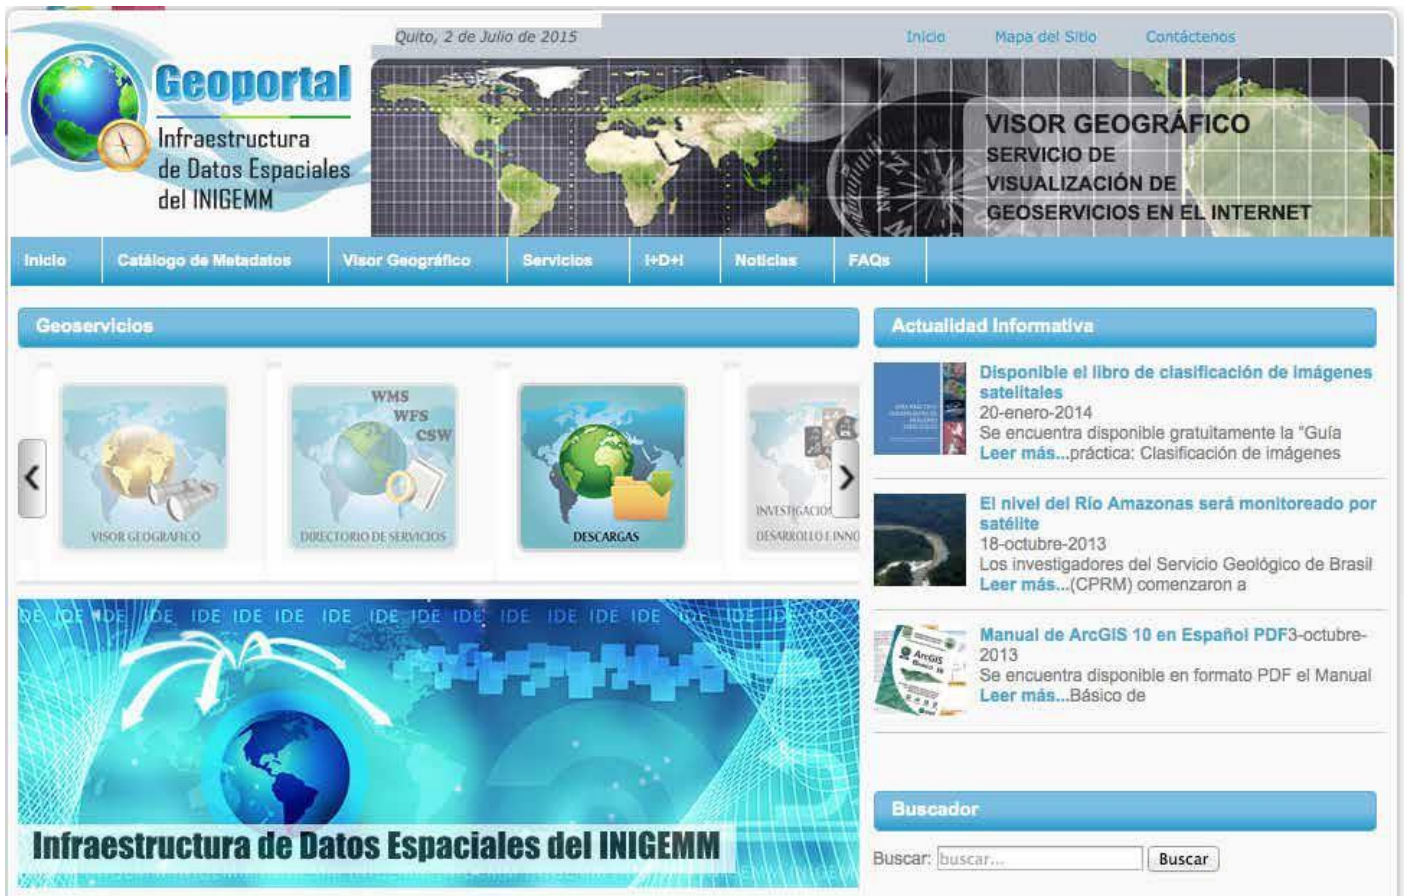 Quito, 2 de Julio de 2015
Inicio
Mapa del Sitio
Contáctenos
Geoportal
Infraestructura
de Datos Espaciales
del INIGEMM
VISOR GEOGRÁFICO
SERVICIO DE
VISUALIZACIÓN DE
GEOSERVICIOS EN EL INTERNET
Inicio
Catálogo de Metadatos
Visor Geográfico
Servicios
I+D+I
Noticias
FAQs
Geoservicios
VISOR GEOGRAFICO
WMS
WFS
CSW
DIRECTORIO DE SERVICIOS
DESCARGAS
INVESTIGACION
DESARROLLO E INNO
IDE IDE IDE IDE IDE IDE IDE IDE IDE IDE
Infraestructura de Datos Espaciales del INIGEMM
Actualidad Informativa
Disponible el libro de clasificación de imágenes
satelitales
20-enero-2014
Se encuentra disponible gratuitamente la "Guía
Leer más...práctica: Clasificación de imágenes
El nivel del Río Amazonas será monitoreado por
satélite
18-octubre-2013
Los investigadores del Servicio Geológico de Brasil
Leer más...(CPRM) comenzaron a
ArcGIS
Manual de ArcGIS 10 en Español PDF3-octubre-
2013
Se encuentra disponible en formato PDF el Manual
Leer más...Básico de
Buscador
Buscar: buscar... Buscar